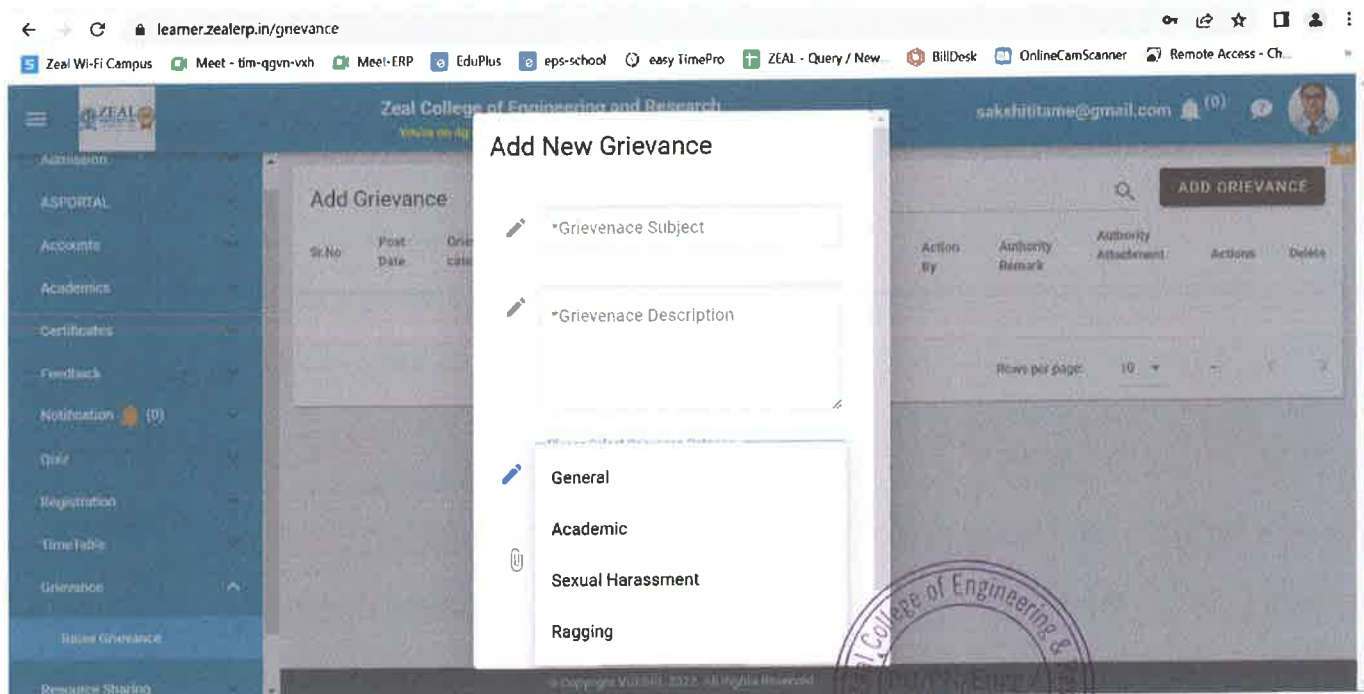 learner.zealerp.in/grievance
Zeal Wi-Fi Campus Meet - tim-qgvn-vxh Meet-ERP EduPlus eps-school easy TimePro ZEAL - Query / New... BillDesk OnlineCamScanner Remote Access - Ch...
ZEAL
Zeal College of Engineering and Research
sakshititame@gmail.com (0)
Add New Grievance
Admission
ASPORTAL
Accounts
Academics
Certificates
Feedback
Notification (0)
Quiz
Registration
TimeTable
Grievance
Raise Grievance
Resource Sharing
Add Grievance
ADD GRIEVANCE
Sr.No Post Date Action By Authority Remark Authority Attachment Actions Delete
Rows per page: 10
*Grievenace Subject
*Grievenace Description
General
Academic
Sexual Harassment
Ragging
of Engineering &